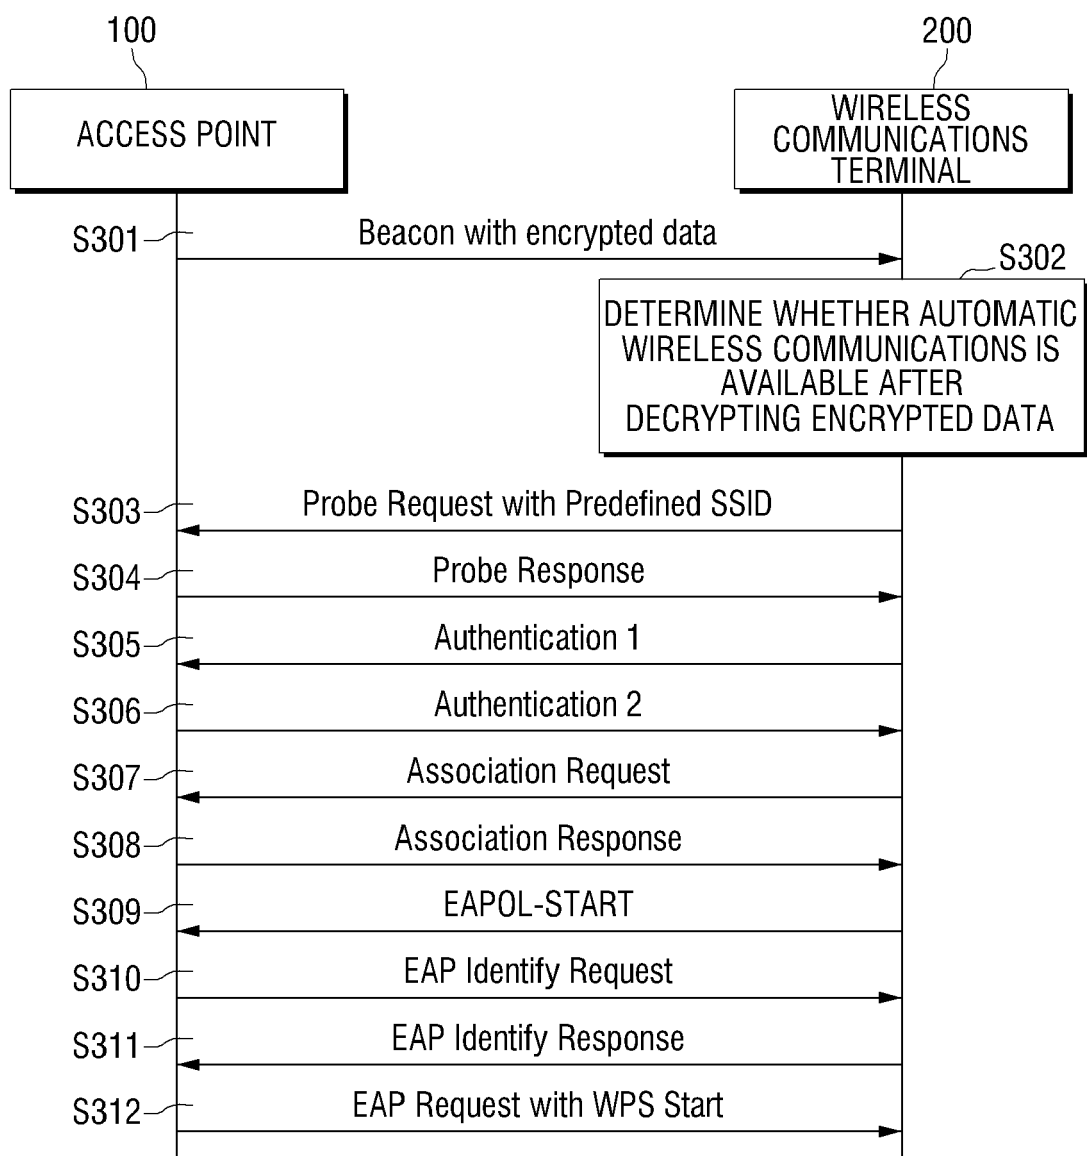 100
200
ACCESS POINT
WIRELESS
COMMUNICATIONS
TERMINAL
S301
Beacon with encrypted data
S302
DETERMINE WHETHER AUTOMATIC
WIRELESS COMMUNICATIONS IS
AVAILABLE AFTER
DECRYPTING ENCRYPTED DATA
S303
Probe Request with Predefined SSID
S304
Probe Response
S305
Authentication 1
S306
Authentication 2
S307
Association Request
S308
Association Response
S309
EAPOL-START
S310
EAP Identify Request
S311
EAP Identify Response
S312
EAP Request with WPS Start